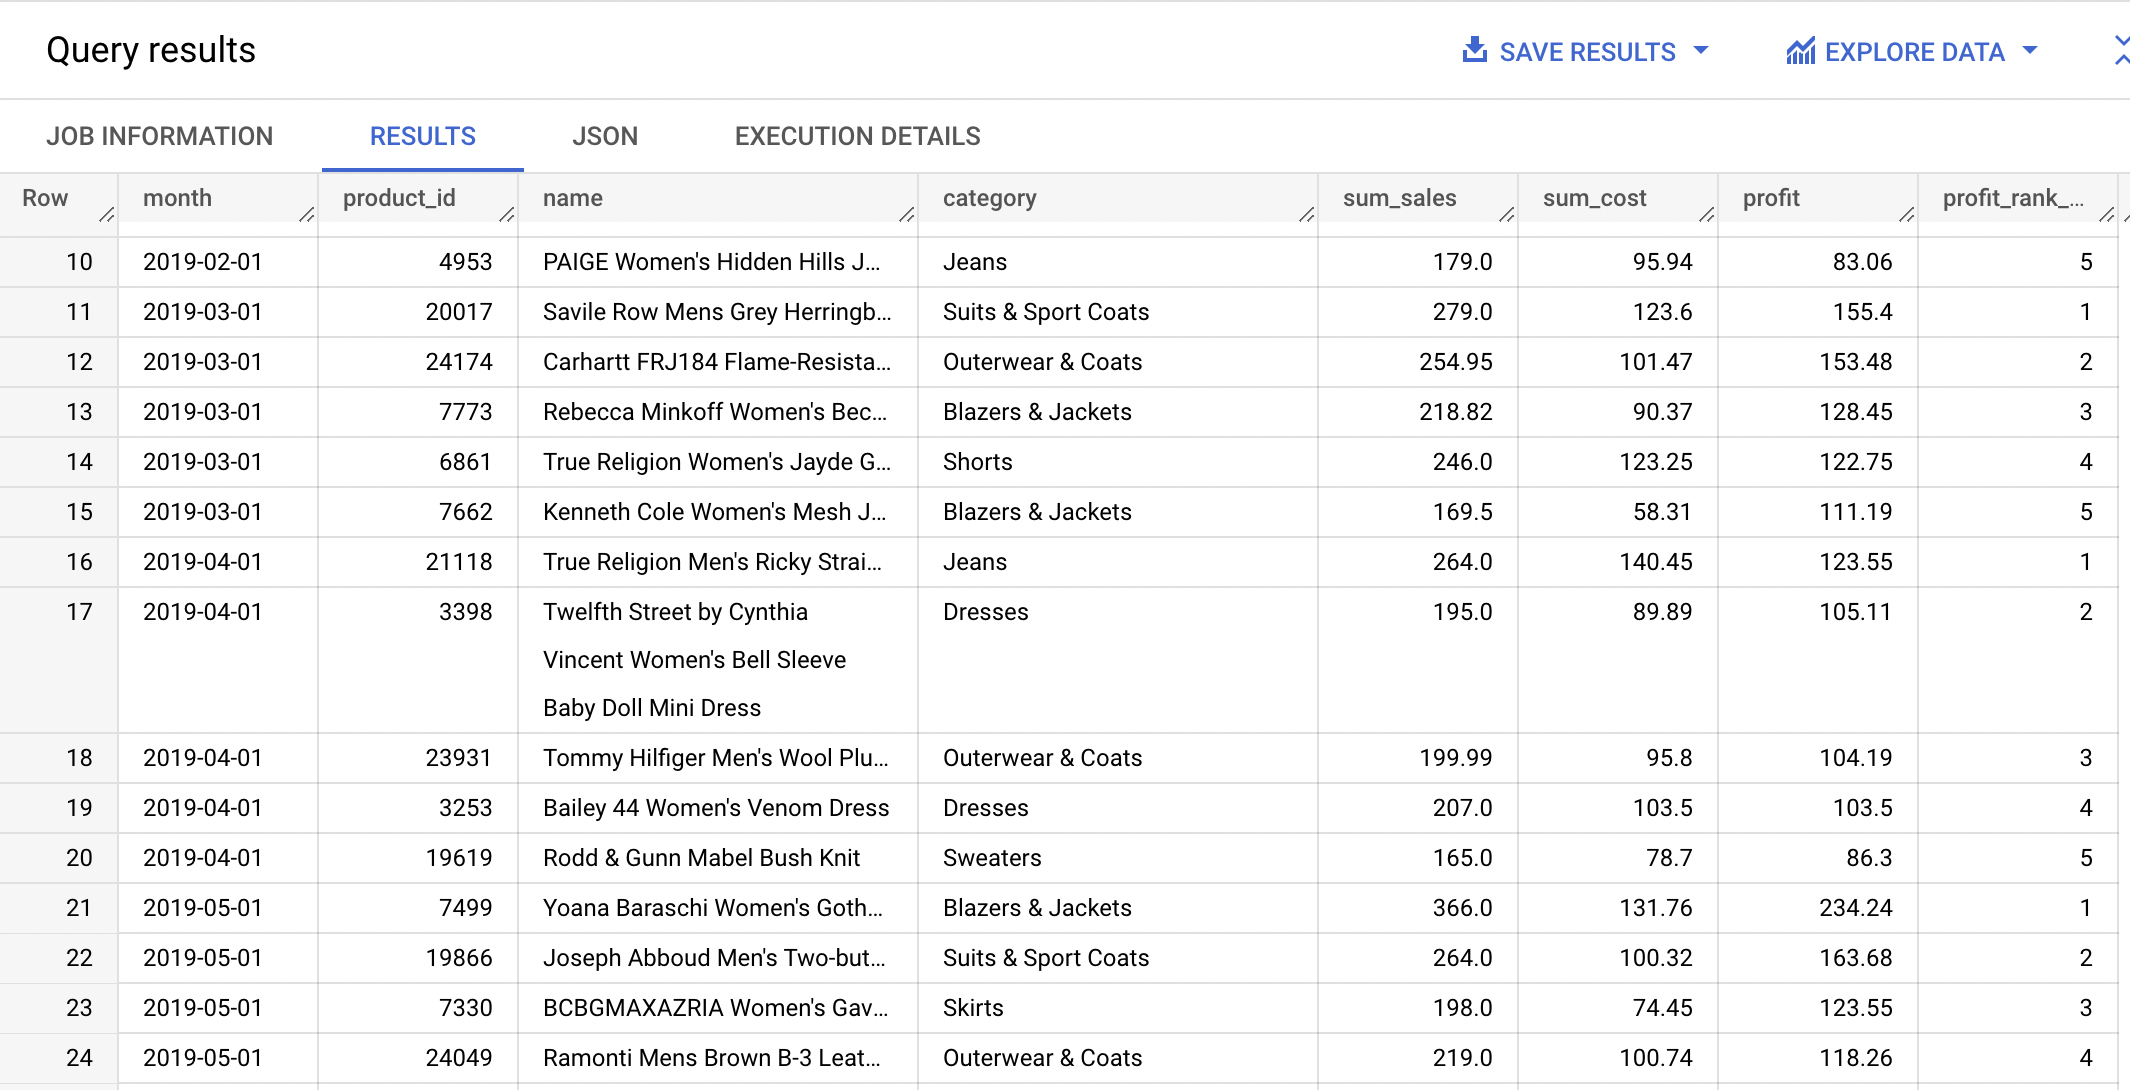 Query results
SAVE RESULTS
EXPLORE DATA
JOB INFORMATION RESULTS JSON EXECUTION DETAILS
Row month product_id name category sum_sales sum_cost profit profit_rank_...
10 2019-02-01 4953 PAIGE Women's Hidden Hills J... Jeans 179.0 95.94 83.06 5
11 2019-03-01 20017 Savile Row Mens Grey Herringb... Suits & Sport Coats 279.0 123.6 155.4 1
12 2019-03-01 24174 Carhartt FRJ184 Flame-Resista... Outerwear & Coats 254.95 101.47 153.48 2
13 2019-03-01 7773 Rebecca Minkoff Women's Bec... Blazers & Jackets 218.82 90.37 128.45 3
14 2019-03-01 6861 True Religion Women's Jayde G... Shorts 246.0 123.25 122.75 4
15 2019-03-01 7662 Kenneth Cole Women's Mesh J... Blazers & Jackets 169.5 58.31 111.19 5
16 2019-04-01 21118 True Religion Men's Ricky Strai... Jeans 264.0 140.45 123.55 1
17 2019-04-01 3398 Twelfth Street by Cynthia Dresses 195.0 89.89 105.11 2
Vincent Women's Bell Sleeve
Baby Doll Mini Dress
18 2019-04-01 23931 Tommy Hilfiger Men's Wool Plu... Outerwear & Coats 199.99 95.8 104.19 3
19 2019-04-01 3253 Bailey 44 Women's Venom Dress Dresses 207.0 103.5 103.5 4
20 2019-04-01 19619 Rodd & Gunn Mabel Bush Knit Sweaters 165.0 78.7 86.3 5
21 2019-05-01 7499 Yoana Baraschi Women's Goth... Blazers & Jackets 366.0 131.76 234.24 1
22 2019-05-01 19866 Joseph Abboud Men's Two-but... Suits & Sport Coats 264.0 100.32 163.68 2
23 2019-05-01 7330 BCBGMAXAZRIA Women's Gav... Skirts 198.0 74.45 123.55 3
24 2019-05-01 24049 Ramonti Mens Brown B-3 Leat... Outerwear & Coats 219.0 100.74 118.26 4